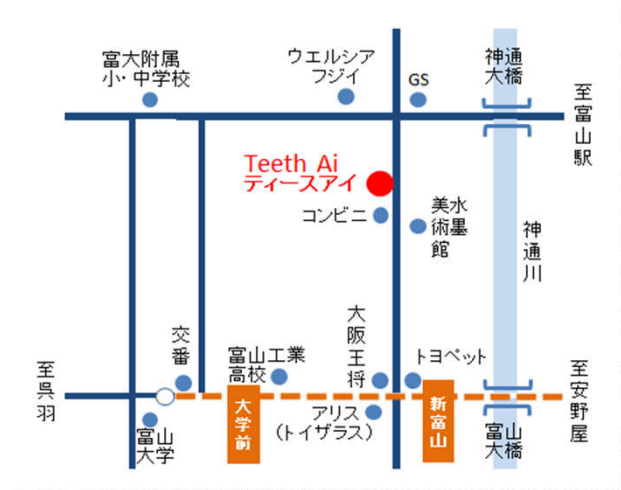 富大附属
小・中学校
ウエルシア
フジイ
GS
神通
大橋
至富山駅
Teeth Ai
ティースアイ
コンビニ
水墨
美術館
神通川
大阪王将
トヨペット
交番
富山工業
高校
至呉羽
至安野屋
大学前
新富山
アリス
（トイザラス）
富山
大学
富山
大橋